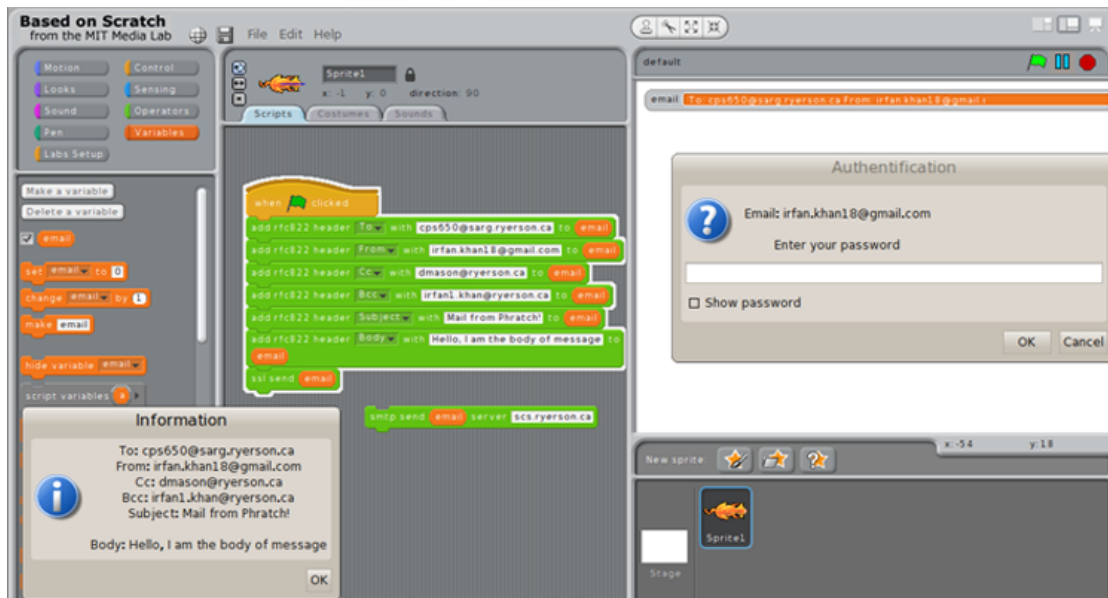 Based on Scratch
from the MIT Media Lab
File Edit Help
Motion Control
Looks Sensing
Sound Operators
Pen Variables
Labs Setup
Make a variable
Delete a variable
email
set email to 0
change email by 1
make email
hide variable email
script variables a
Sprite1
x: -1 y: 0 direction: 90
Scripts Costumes Sounds
when clicked
add rfc822 header To with cps650@sarg.ryerson.ca to email
add rfc822 header From with irfan.khan18@gmail.com to email
add rfc822 header Cc with dmason@ryerson.ca to email
add rfc822 header Bcc with irfan1.khan@ryerson.ca to email
add rfc822 header Subject with Mail from Phratch! to email
add rfc822 header Body with Hello, I am the body of message to
email
ssl send email
smtp send email server scs.ryerson.ca
Information
To: cps650@sarg.ryerson.ca
From: irfan.khan18@gmail.com
Cc: dmason@ryerson.ca
Bcc: irfan1.khan@ryerson.ca
Subject: Mail from Phratch!
Body: Hello, I am the body of message
OK
default
email To: cps650@sarg.ryerson.ca From: irfan.khan18@gmail.c
Authentification
Email: irfan.khan18@gmail.com
Enter your password
Show password
OK Cancel
x: -54 y: 18
New sprite:
Sprite1
Stage